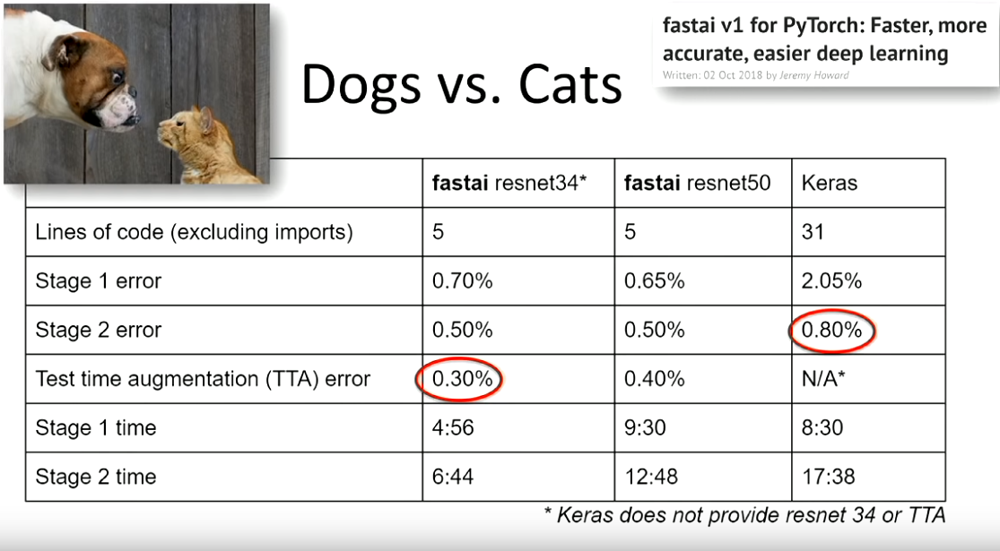 fastai v1 for PyTorch: Faster, more
accurate, easier deep learning
Written: 02 Oct 2018 by Jeremy Howard
Dogs vs. Cats
fastai resnet34* fastai resnet50 Keras
Lines of code (excluding imports) 5 5 31
Stage 1 error 0.70% 0.65% 2.05%
Stage 2 error 0.50% 0.50% 0.80%
Test time augmentation (TTA) error 0.30% 0.40% N/A*
Stage 1 time 4:56 9:30 8:30
Stage 2 time 6:44 12:48 17:38
* Keras does not provide resnet 34 or TTA